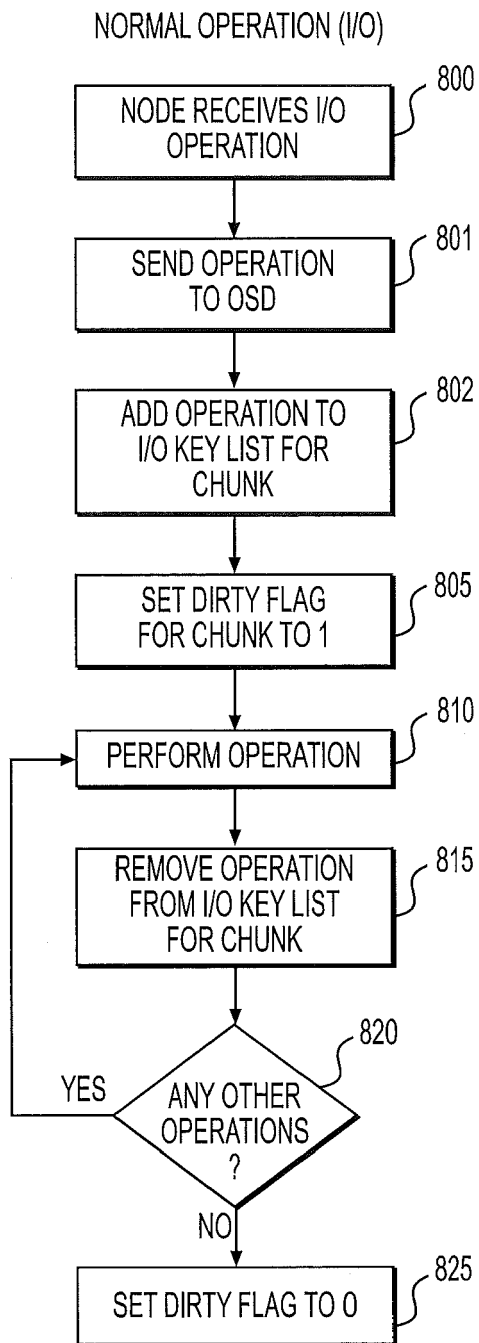 NORMAL OPERATION (I/O)
800
NODE RECEIVES I/O
OPERATION
801
SEND OPERATION
TO OSD
802
ADD OPERATION TO
I/O KEY LIST FOR
CHUNK
805
SET DIRTY FLAG
FOR CHUNK TO 1
810
PERFORM OPERATION
815
REMOVE OPERATION
FROM I/O KEY LIST
FOR CHUNK
820
YES
ANY OTHER
OPERATIONS
?
NO
825
SET DIRTY FLAG TO 0